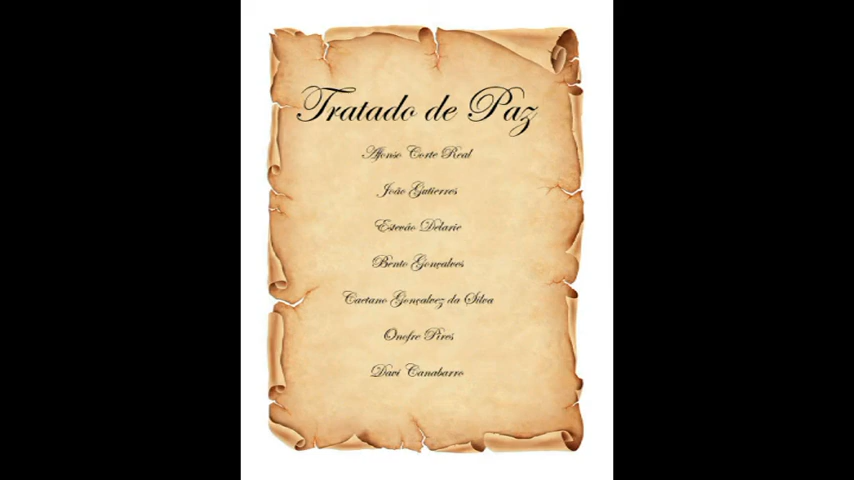 Tratado de Paz
Afonso Corte Real
João Gutierres
Estevão Delarie
Bento Gonçalves
Caetano Gonçalvez da Silva
Onofre Pires
Davi Canabarro